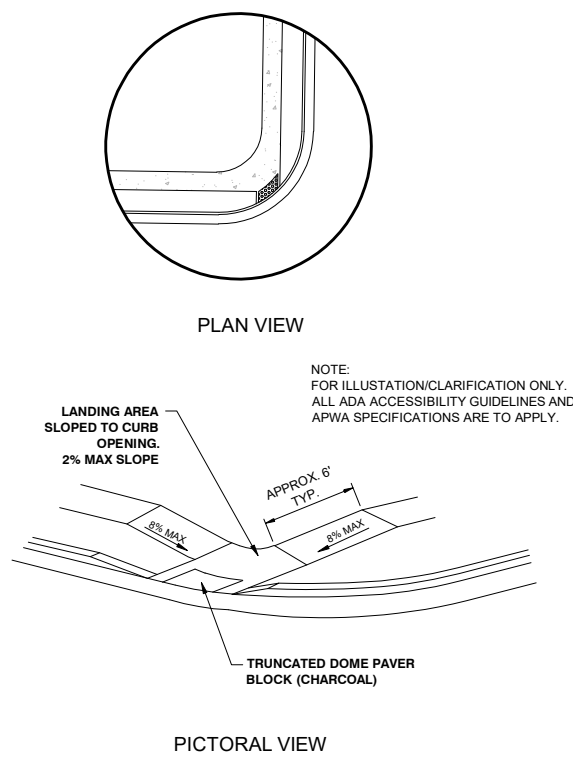 PLAN VIEW
NOTE:
FOR ILLUSTATION/CLARIFICATION ONLY.
ALL ADA ACCESSIBILITY GUIDELINES AND
APWA SPECIFICATIONS ARE TO APPLY.
LANDING AREA
SLOPED TO CURB
OPENING.
2% MAX SLOPE
APPROX. 6'
TYP.
8% MAX
8% MAX
TRUNCATED DOME PAVER
BLOCK (CHARCOAL)
PICTORAL VIEW